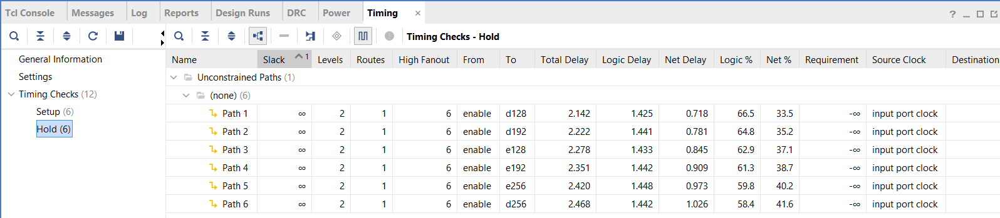 Tcl Console Messages Log Reports Design Runs DRC Power Timing × ?
Timing Checks - Hold
General Information
Settings
Timing Checks (12)
Setup (6)
Hold (6)
Name Slack 1 Levels Routes High Fanout From To Total Delay Logic Delay Net Delay Logic % Net % Requirement Source Clock Destination
Unconstrained Paths (1)
(none) (6)
Path 1 ∞ 2 1 6 enable d128 2.142 1.425 0.718 66.5 33.5 -∞ input port clock
Path 2 ∞ 2 1 6 enable d192 2.222 1.441 0.781 64.8 35.2 -∞ input port clock
Path 3 ∞ 2 1 6 enable e128 2.278 1.433 0.845 62.9 37.1 -∞ input port clock
Path 4 ∞ 2 1 6 enable e192 2.351 1.442 0.909 61.3 38.7 -∞ input port clock
Path 5 ∞ 2 1 6 enable e256 2.420 1.448 0.973 59.8 40.2 -∞ input port clock
Path 6 ∞ 2 1 6 enable d256 2.468 1.442 1.026 58.4 41.6 -∞ input port clock